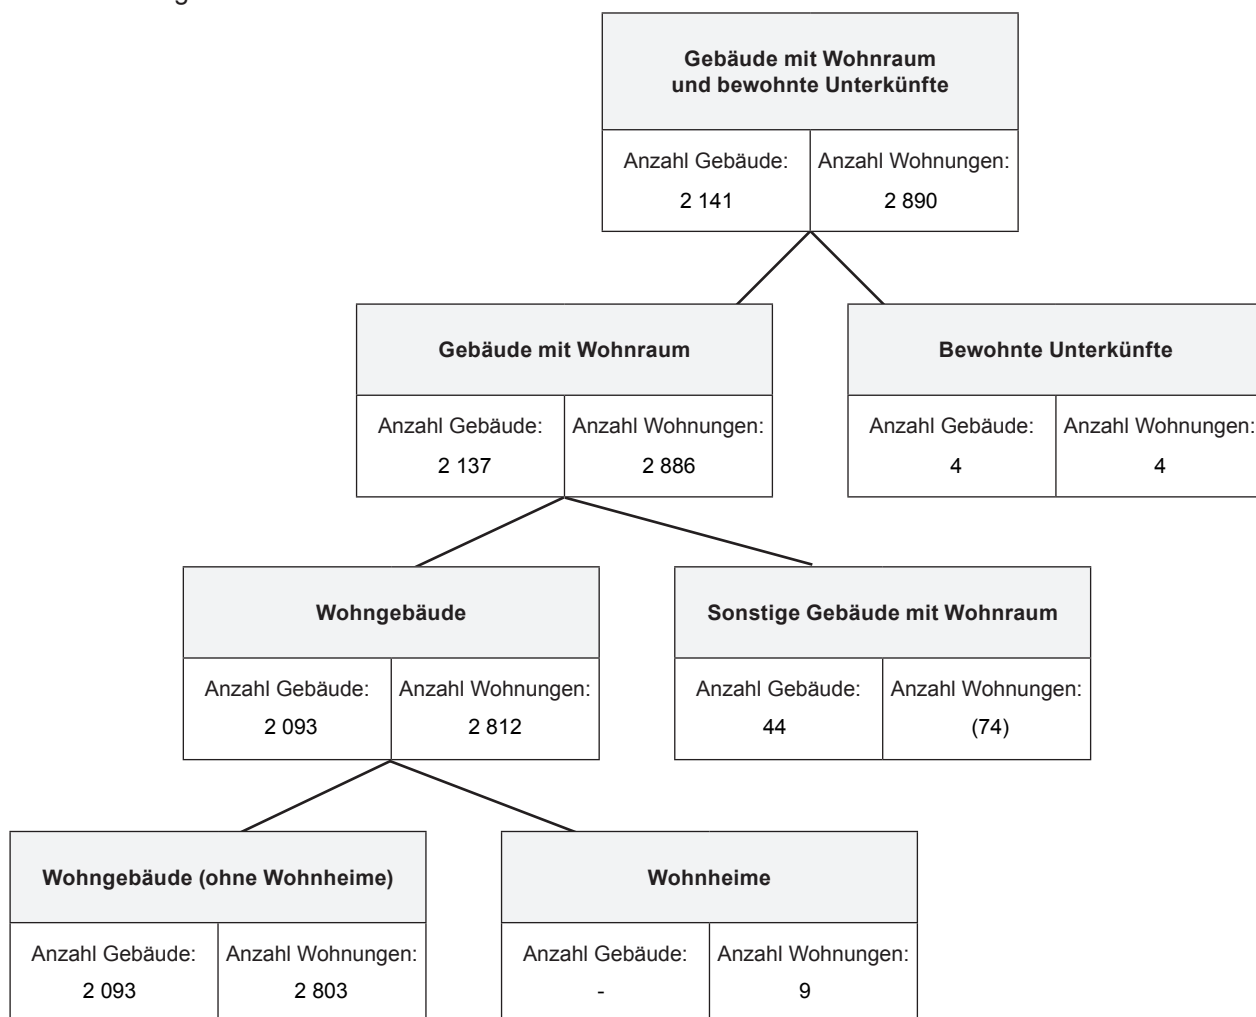 Gebäude mit Wohnraum
und bewohnte Unterkünfte
Anzahl Gebäude: Anzahl Wohnungen:
2 141 2 890
Gebäude mit Wohnraum
Anzahl Gebäude: Anzahl Wohnungen:
2 137 2 886
Bewohnte Unterkünfte
Anzahl Gebäude: Anzahl Wohnungen:
4 4
Wohngebäude
Anzahl Gebäude: Anzahl Wohnungen:
2 093 2 812
Sonstige Gebäude mit Wohnraum
Anzahl Gebäude: Anzahl Wohnungen:
44 (74)
Wohngebäude (ohne Wohnheime)
Anzahl Gebäude: Anzahl Wohnungen:
2 093 2 803
Wohnheime
Anzahl Gebäude: Anzahl Wohnungen:
- 9